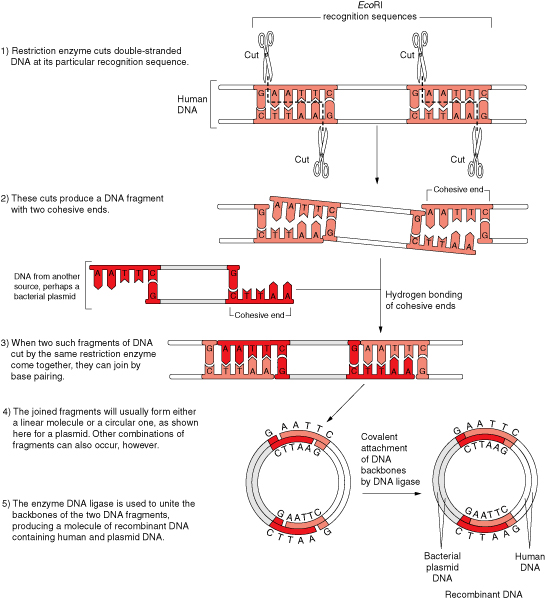 EcoRI
recognition sequences
1) Restriction enzyme cuts double-stranded
DNA at its particular recognition sequence.
Cut
Cut
Human
DNA
G A A T T C
C T T A A G
G A A T T C
C T T A A G
Cut
Cut
2) These cuts produce a DNA fragment
with two cohesive ends.
Cohesive end
G A A T T C
C T T A A G
G A A T T C
C T T A A G
DNA from another
source, perhaps a
bacterial plasmid
A A T T C
G
G
C T T A A
Cohesive end
Hydrogen bonding
of cohesive ends
3) When two such fragments of DNA
cut by the same restriction enzyme
come together, they can join by
base pairing.
G A A T T C
C T T A A G
G A A T T C
C T T A A G
4) The joined fragments will usually form either
a linear molecule or a circular one, as shown
here for a plasmid. Other combinations of
fragments can also occur, however.
G A A T T C
C T T A A G
G A A T T C
C T T A A G
Covalent
attachment
of DNA
backbones
by DNA ligase
G A A T T C
C T T A A G
G A A T T C
C T T A A G
5) The enzyme DNA ligase is used to unite the
backbones of the two DNA fragments,
producing a molecule of recombinant DNA
containing human and plasmid DNA.
Bacterial
plasmid
DNA
Human
DNA
Recombinant DNA